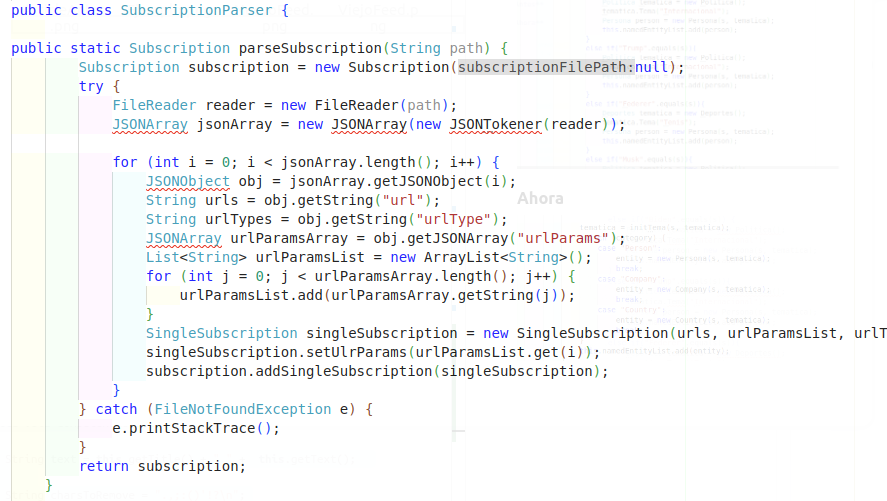 public class SubscriptionParser {
public static Subscription parseSubscription(String path) {
Subscription subscription = new Subscription(subscriptionFilePath:null);
try {
FileReader reader = new FileReader(path);
JSONArray jsonArray = new JSONArray(new JSONTokener(reader));
for (int i = 0; i < jsonArray.length(); i++) {
JSONObject obj = jsonArray.getJSONObject(i);
Ahora
String urls = obj.getString("url");
String urlTypes = obj.getString("urlType");
JSONArray urlParamsArray = obj.getJSONArray("urlParams");
List<String> urlParamsList = new ArrayList<String>();
for (int j = 0; j < urlParamsArray.length(); j++) {
urlParamsList.add(urlParamsArray.getString(j));
}
SingleSubscription singleSubscription = new SingleSubscription(urls, urlParamsList, urlT
singleSubscription.setUlrParams(urlParamsList.get(i));
subscription.addSingleSubscription(singleSubscription);
}
} catch (FileNotFoundException e) {
e.printStackTrace();
}
return subscription;
}